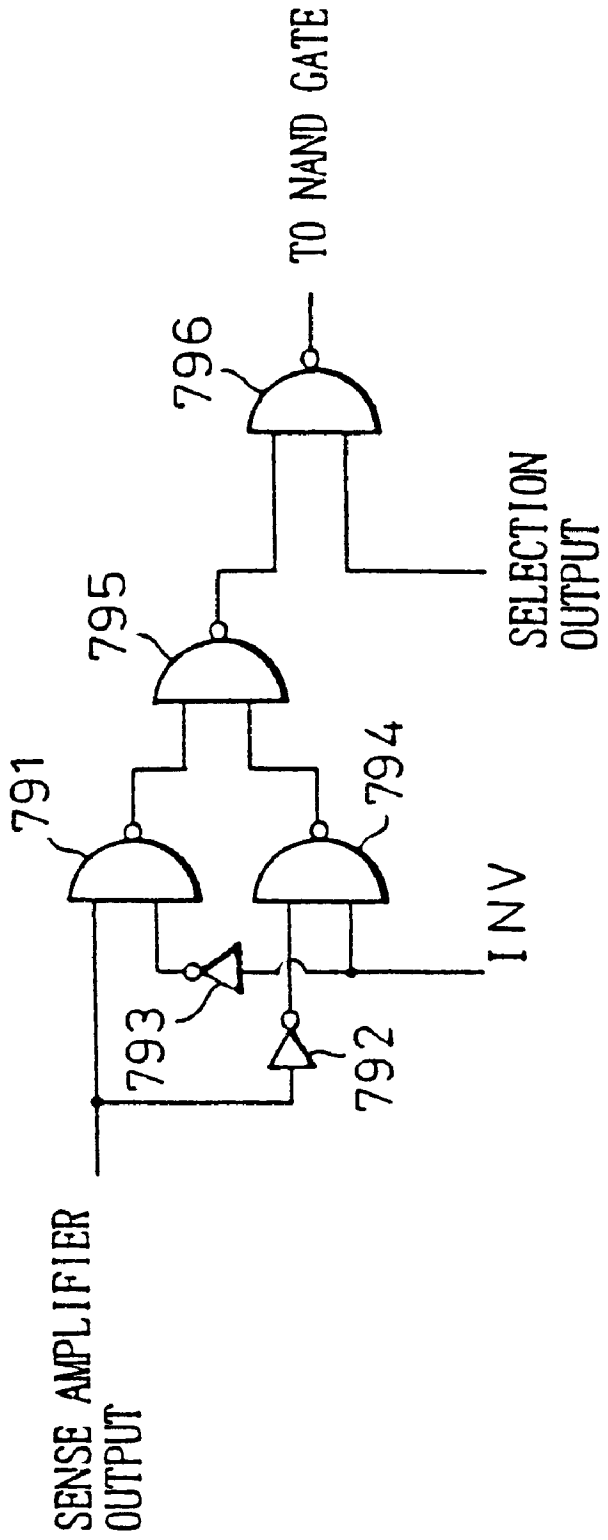 SENSE AMPLIFIER
OUTPUT
791
792
793
794
795
796
INV
SELECTION
OUTPUT
TO NAND GATE